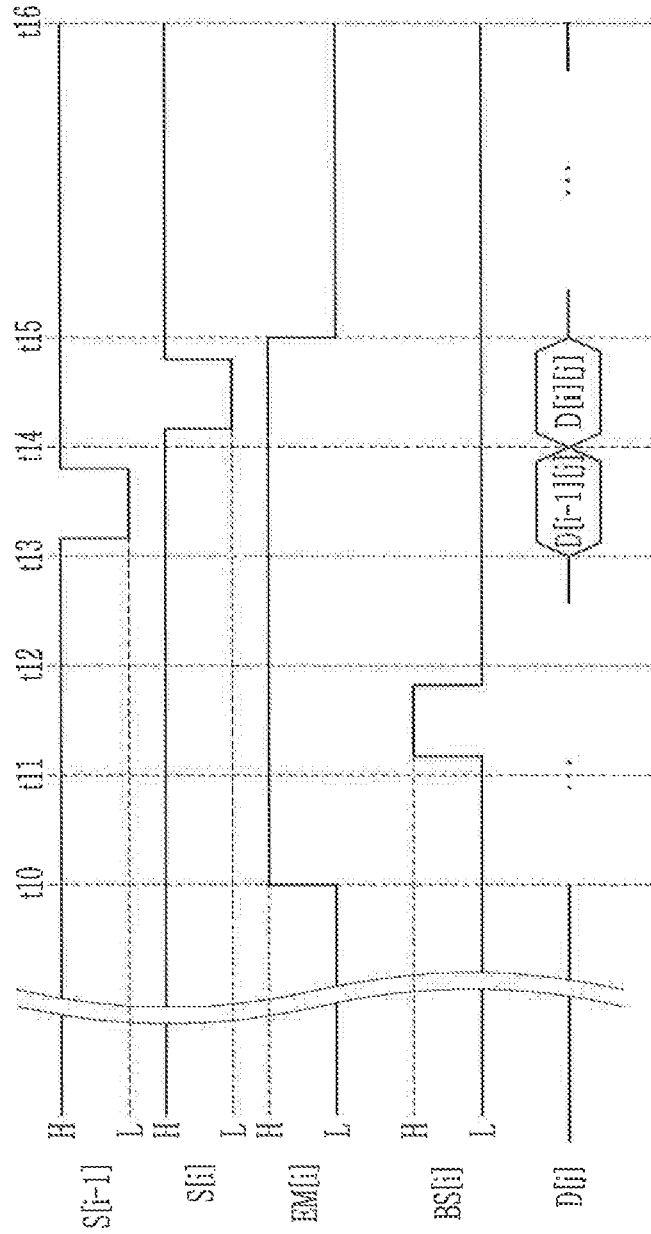 t10 t11 t12 t13 t14 t15 t16
S[i-1] H L
S[i] H L
EM[i] H L
BS[i] H L
D[j] ... D[i-1][j] D[i][j] ...